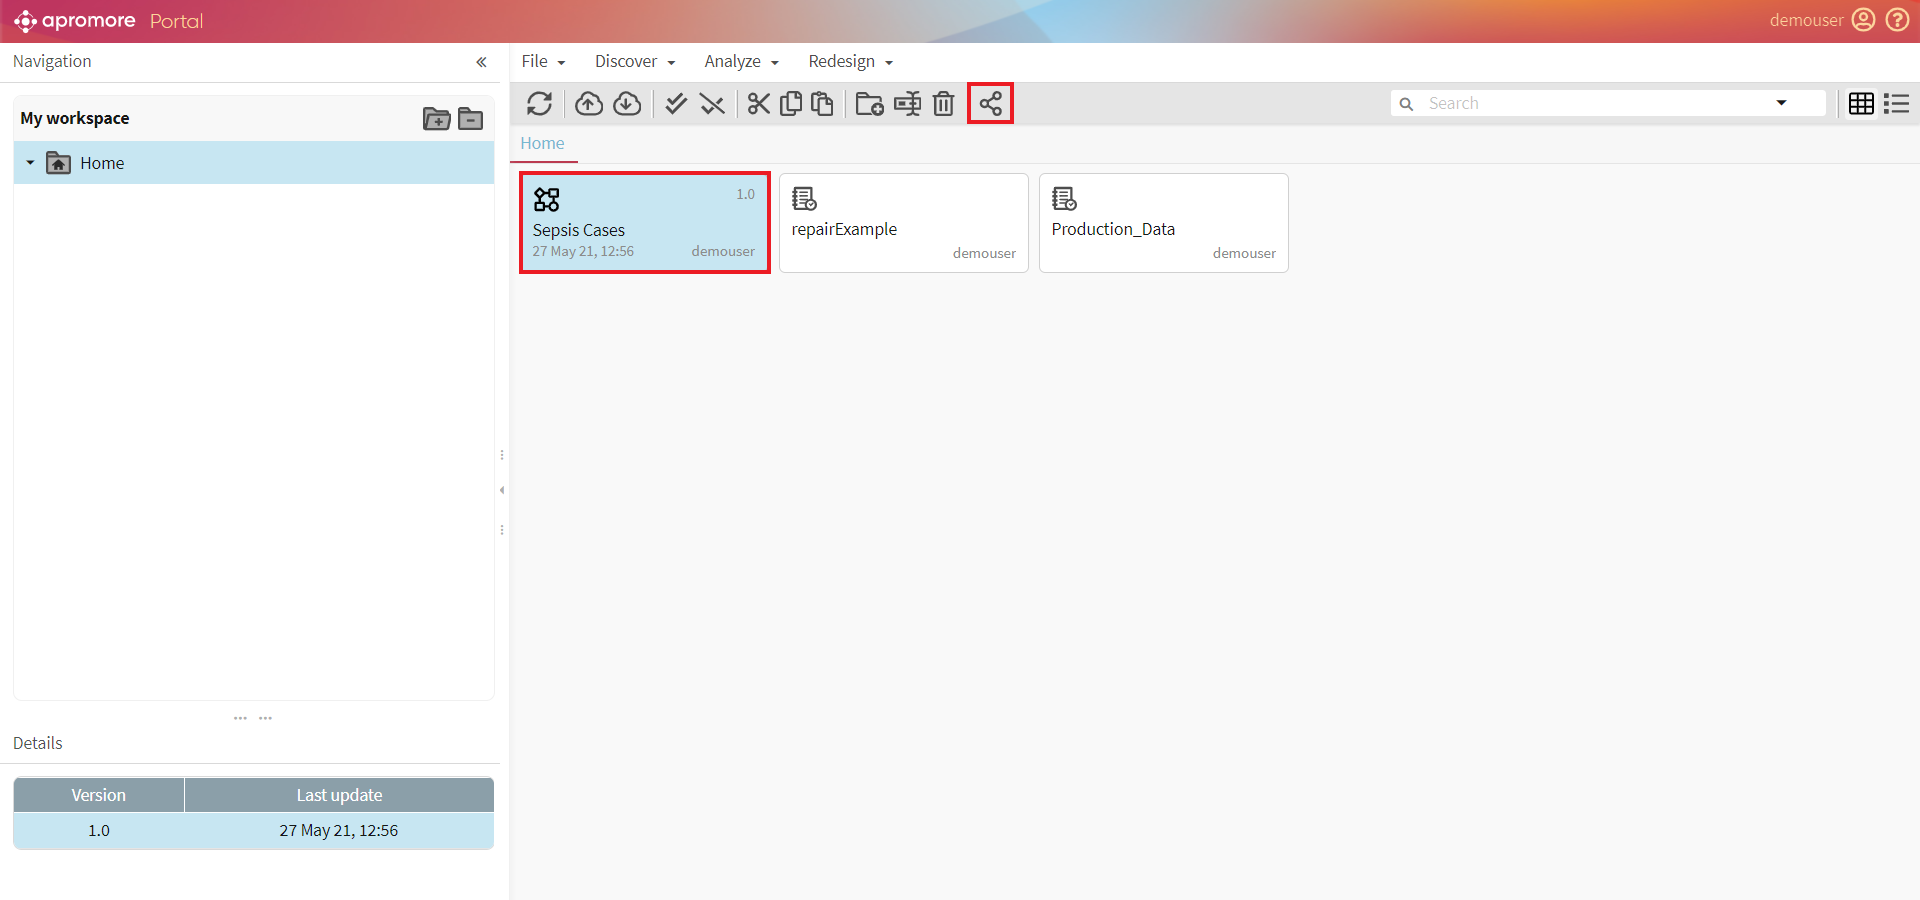 apromore Portal
demouser
Navigation
File Discover Analyze Redesign
My workspace
Search
Home
Home
1.0
Sepsis Cases
27 May 21, 12:56 demouser
repairExample
demouser
Production_Data
demouser
Details
Version Last update
1.0 27 May 21, 12:56